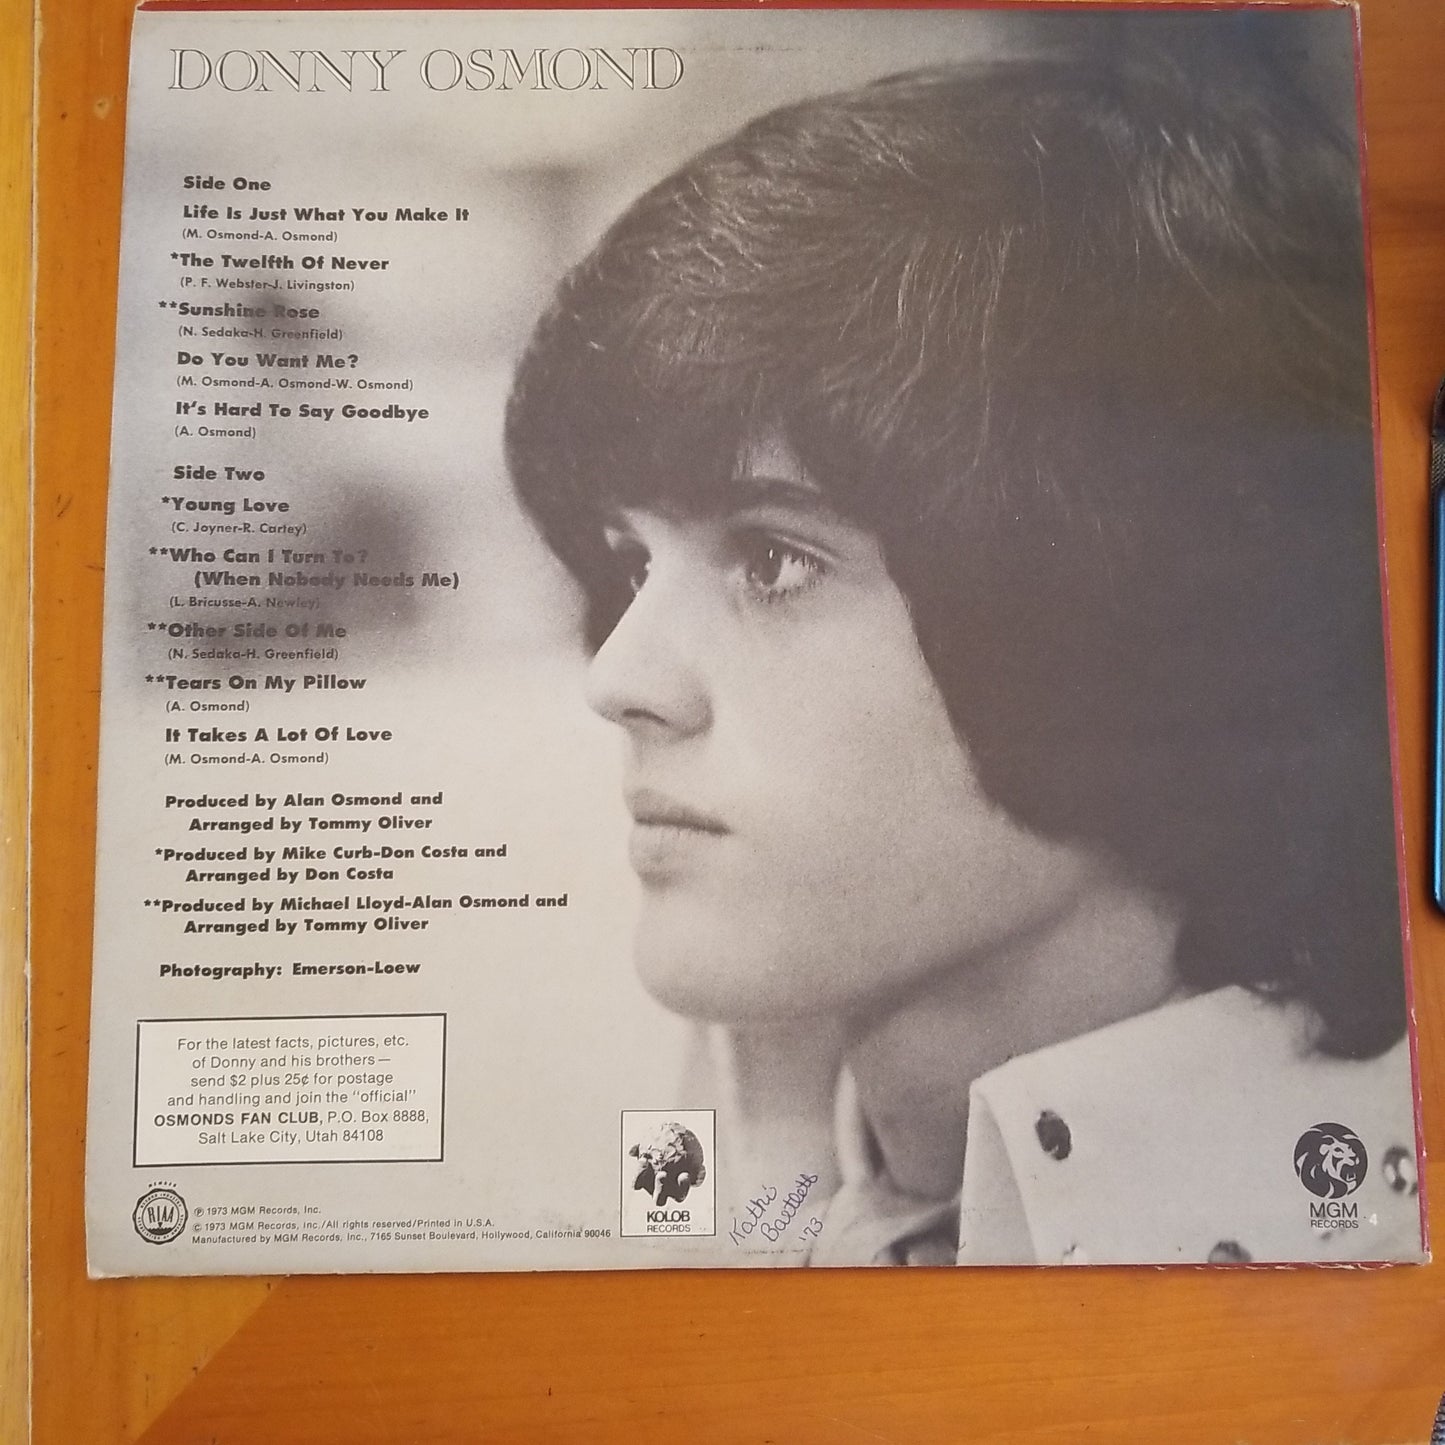 DONNY OSMOND
Side One
Life Is Just What You Make It
(M. Osmond-A. Osmond)
*The Twelfth Of Never
(P. F. Webster-J. Livingston)
**Sunshine Rose
(N. Sedaka-H. Greenfield)
Do You Want Me?
(M. Osmond-A. Osmond-W. Osmond)
It's Hard To Say Goodbye
(A. Osmond)
Side Two
*Young Love
(C. Joyner-R. Cartey)
**Who Can I Turn To?
(When Nobody Needs Me)
(L. Bricusse-A. Newley)
**Other Side Of Me
(N. Sedaka-H. Greenfield)
**Tears On My Pillow
(A. Osmond)
It Takes A Lot Of Love
(M. Osmond-A. Osmond)
Produced by Alan Osmond and
Arranged by Tommy Oliver
*Produced by Mike Curb-Don Costa and
Arranged by Don Costa
**Produced by Michael Lloyd-Alan Osmond and
Arranged by Tommy Oliver
Photography: Emerson-Loew
For the latest facts, pictures, etc.
of Donny and his brothers—
send $2 plus 25¢ for postage
and handling and join the "official"
OSMONDS FAN CLUB, P.O. Box 8888,
Salt Lake City, Utah 84108
MEMBER
RIAA
℗ 1973 MGM Records, Inc.
© 1973 MGM Records, Inc./All rights reserved/Printed in U.S.A.
Manufactured by MGM Records, Inc., 7165 Sunset Boulevard, Hollywood, California 90046
KOLOB
RECORDS
Kathi
Bartlett
'73
MGM
RECORDS
4